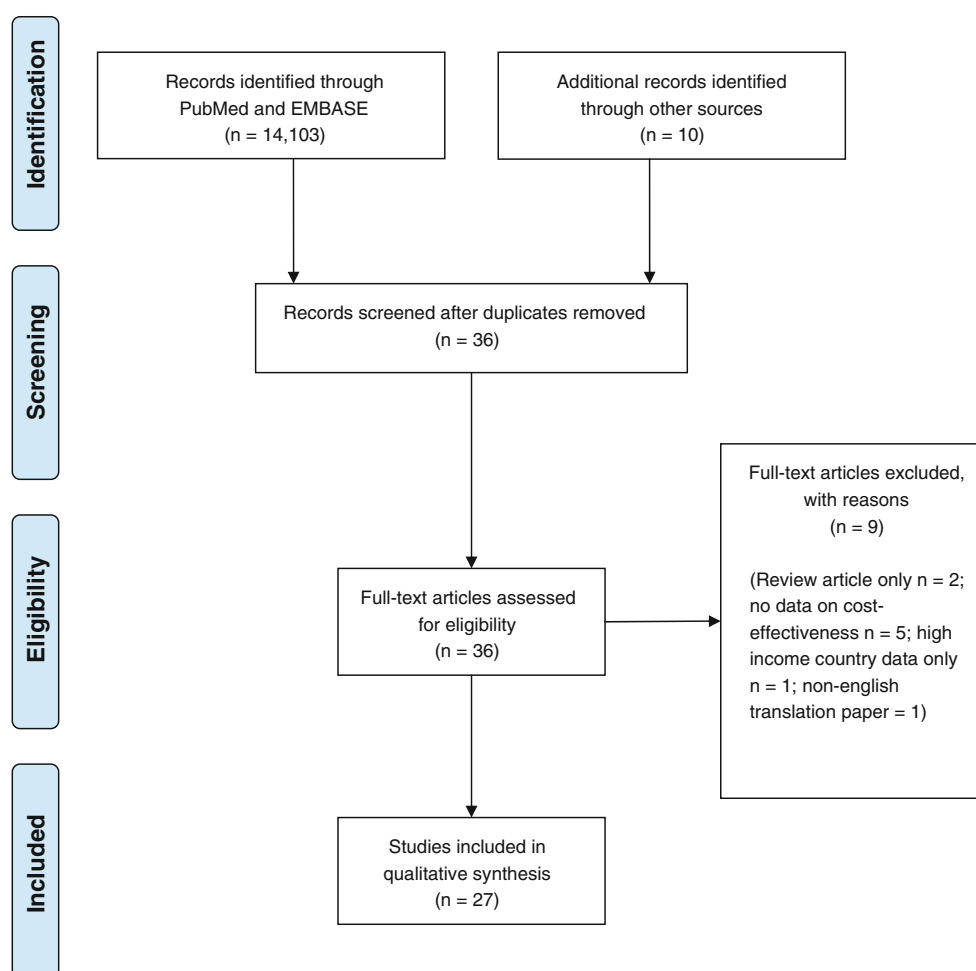 Identification
Records identified through
PubMed and EMBASE
(n = 14,103)
Additional records identified
through other sources
(n = 10)
Screening
Records screened after duplicates removed
(n = 36)
Eligibility
Full-text articles assessed
for eligibility
(n = 36)
Full-text articles excluded,
with reasons
(n = 9)
(Review article only n = 2;
no data on cost-
effectiveness n = 5; high
income country data only
n = 1; non-english
translation paper = 1)
Included
Studies included in
qualitative synthesis
(n = 27)